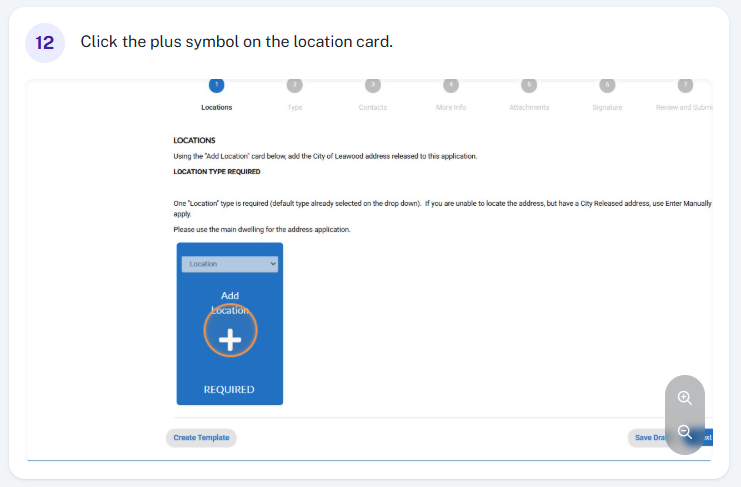 12
Click the plus symbol on the location card.
1 2 3 4 5 6 7
Locations Type Contacts More Info Attachments Signature Review and Submi
LOCATIONS
Using the "Add Location" card below, add the City of Leawood address released to this application.
LOCATION TYPE REQUIRED
One "Location" type is required (default type already selected on the drop down). If you are unable to locate the address, but have a City Released address, use Enter Manually
apply.
Please use the main dwelling for the address application.
Location
Add
Location
REQUIRED
Create Template
Save Dra